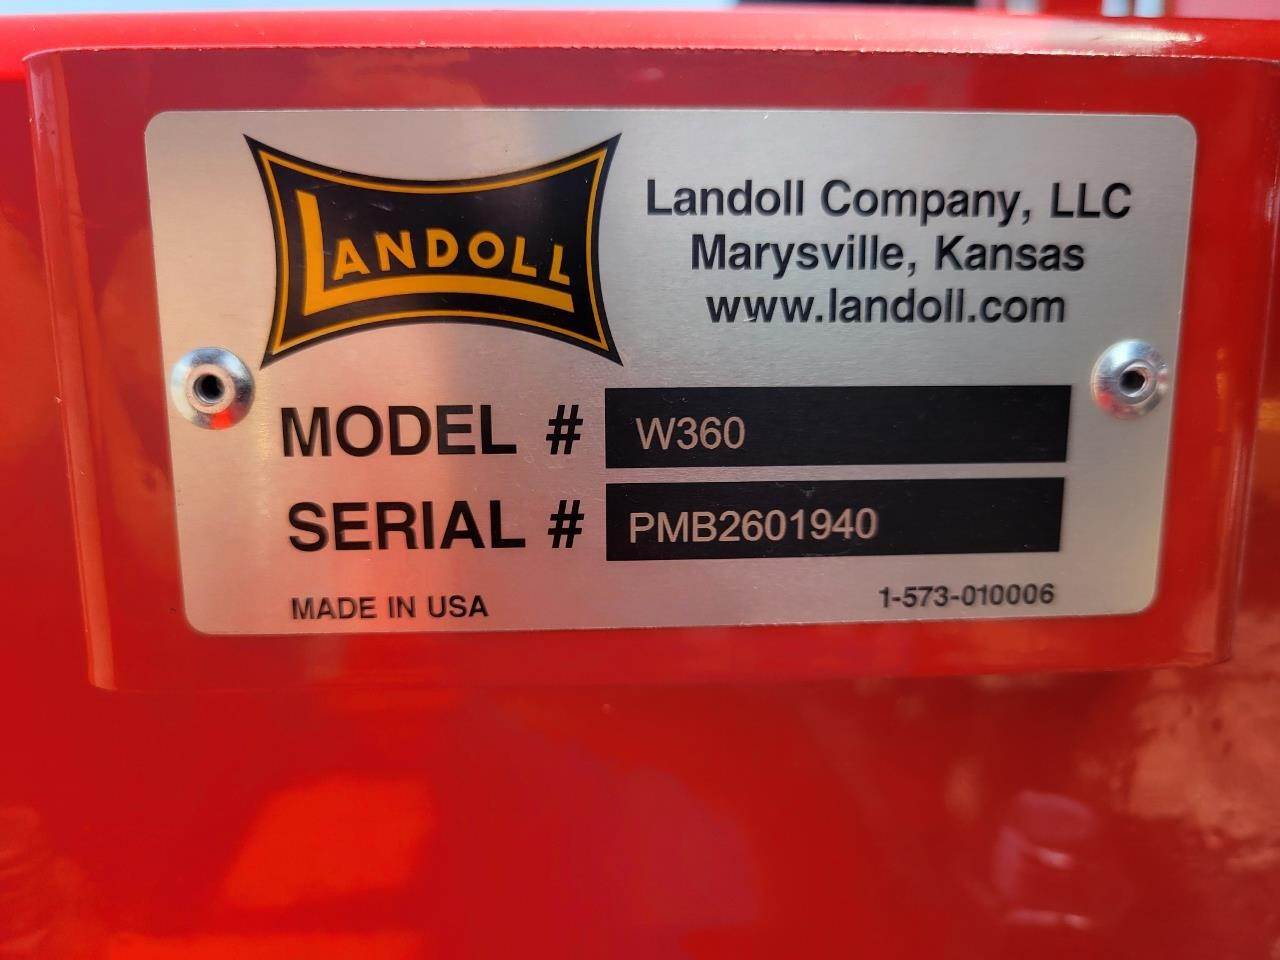 LANDOLL
Landoll Company, LLC
Marysville, Kansas
www.landoll.com
MODEL # W360
SERIAL # PMB2601940
MADE IN USA
1-573-010006